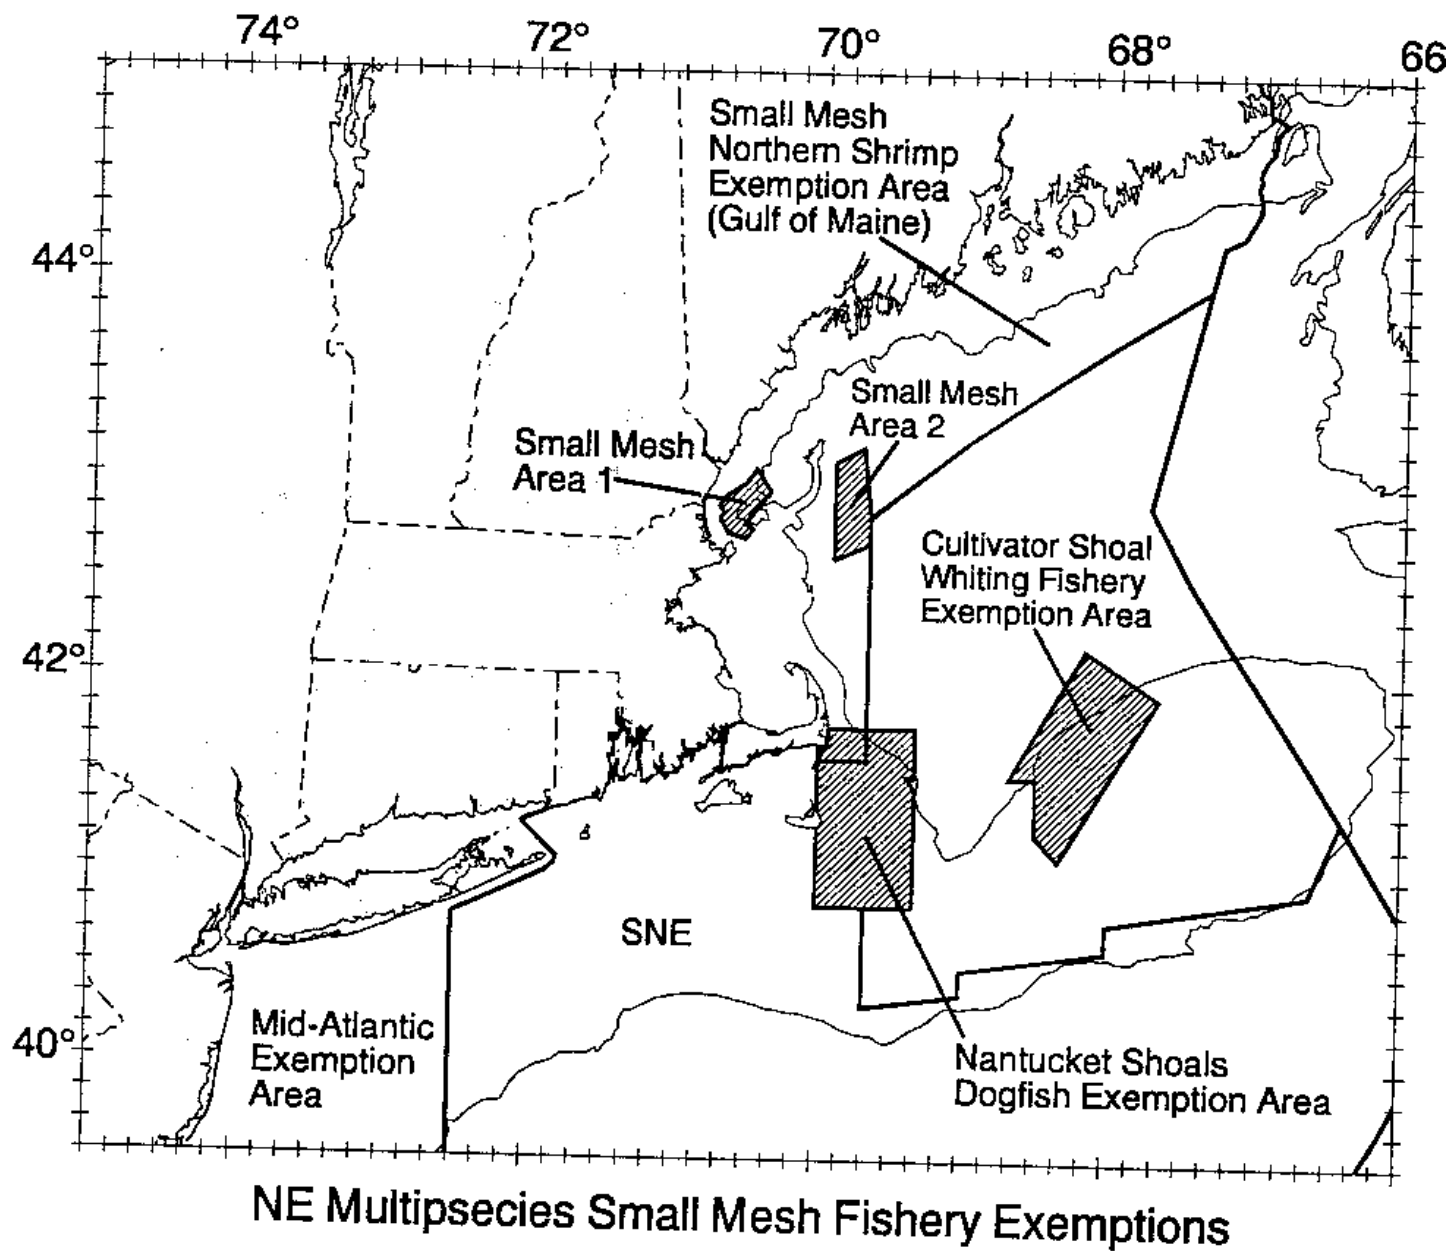 74° 72° 70° 68° 66
Small Mesh
Northern Shrimp
Exemption Area
(Gulf of Maine)
44°
Small Mesh
Area 2
Small Mesh
Area 1
Cultivator Shoal
Whiting Fishery
Exemption Area
42°
SNE
Mid-Atlantic
Exemption
Area
40°
Nantucket Shoals
Dogfish Exemption Area
NE Multipsecies Small Mesh Fishery Exemptions